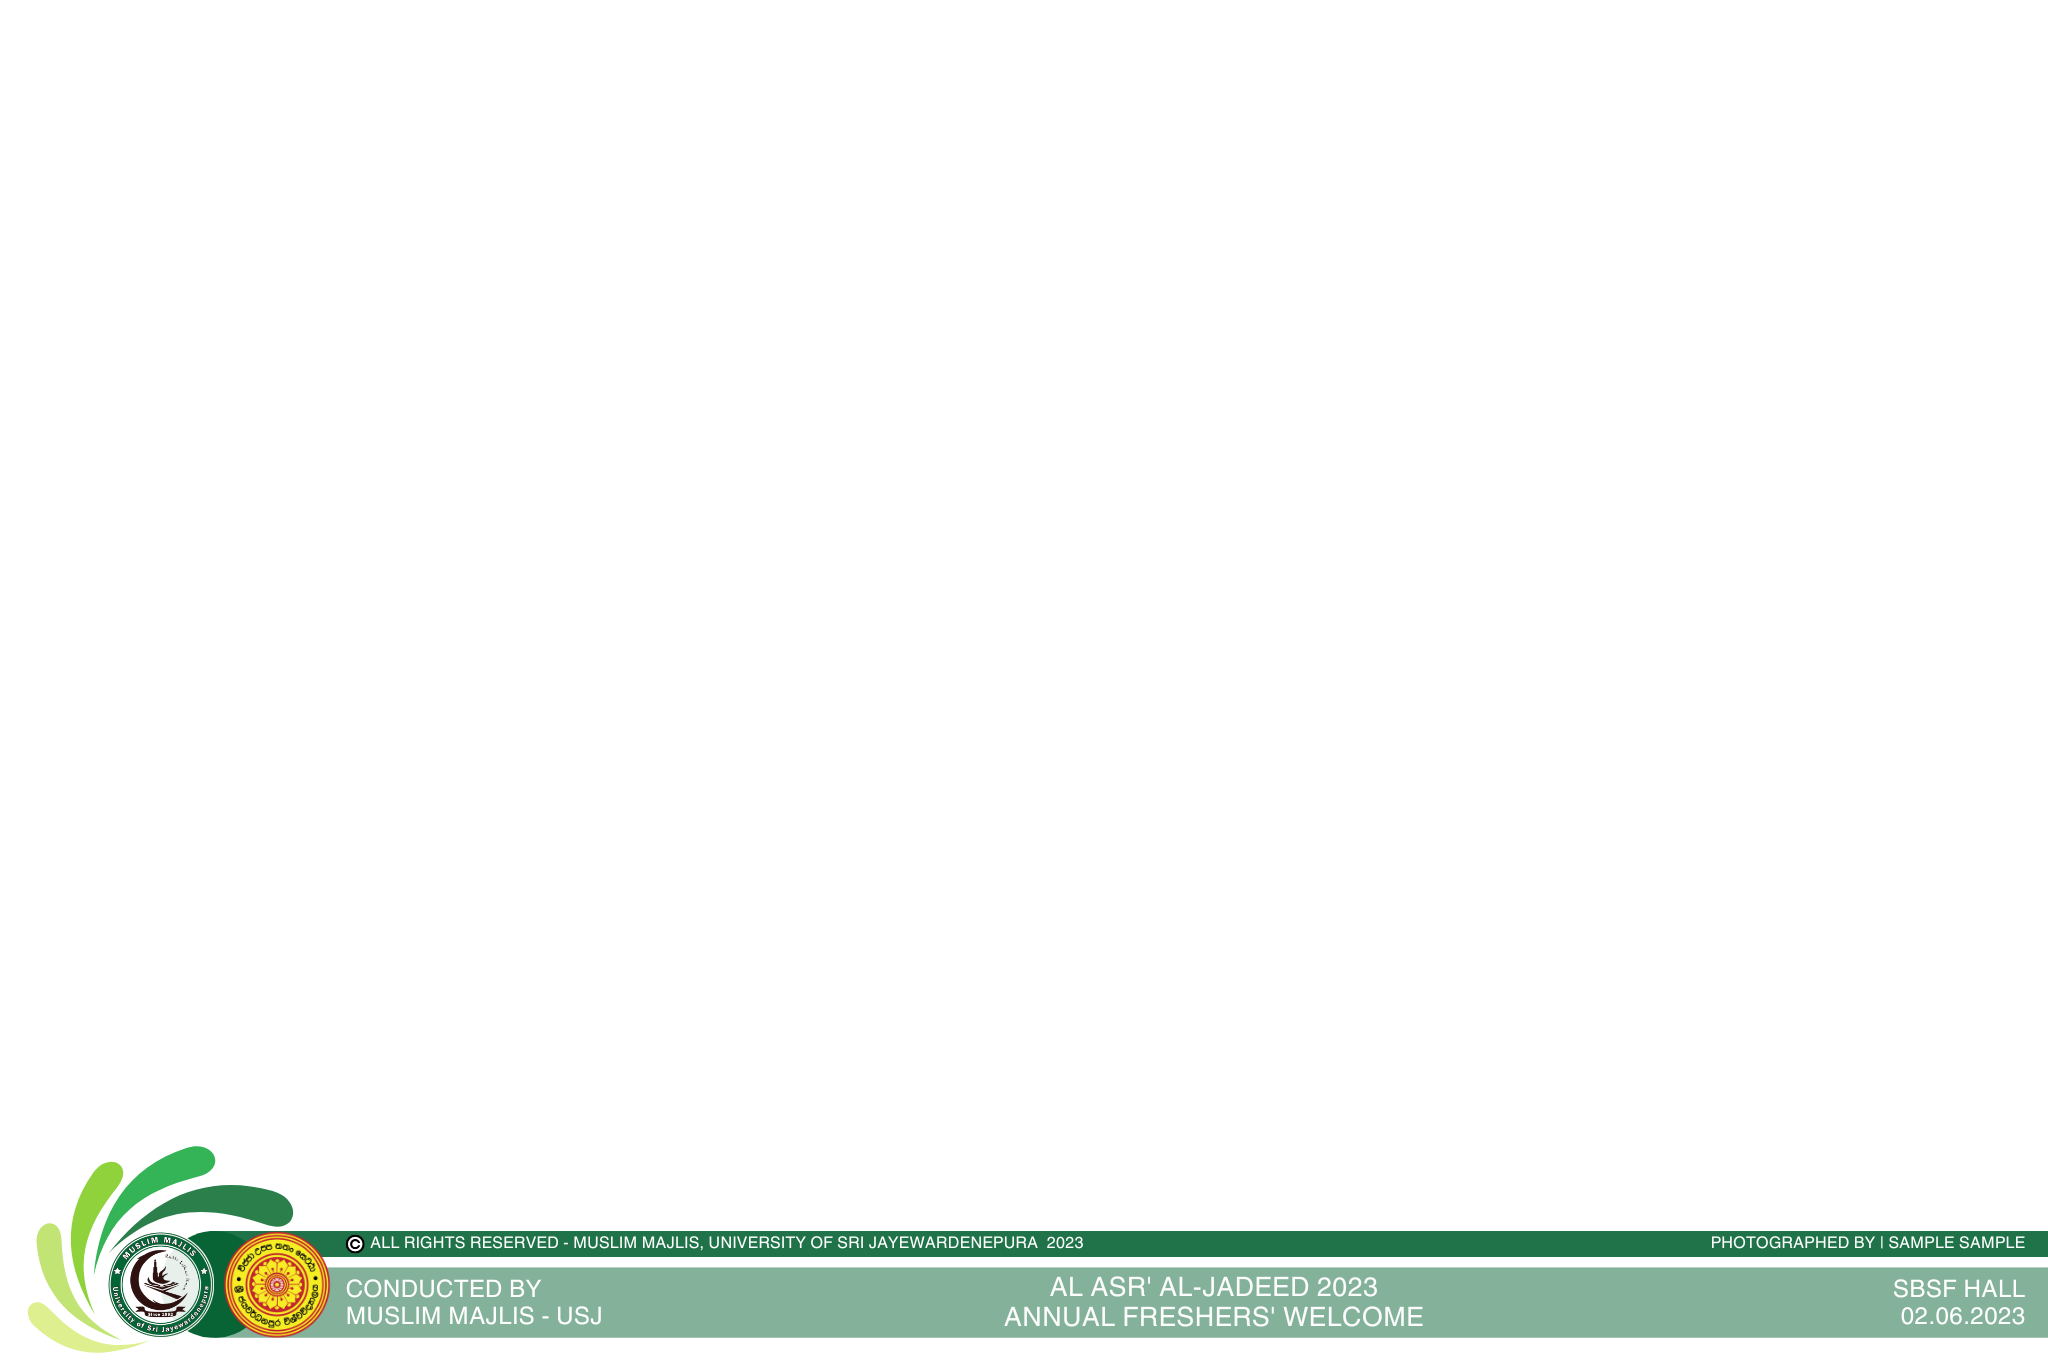 © ALL RIGHTS RESERVED - MUSLIM MAJLIS, UNIVERSITY OF SRI JAYEWARDENEPURA 2023
PHOTOGRAPHED BY | SAMPLE SAMPLE
MUSLIM MAJLIS
University of Sri Jayewardenepura
CONDUCTED BY
MUSLIM MAJLIS - USJ
AL ASR' AL-JADEED 2023
ANNUAL FRESHERS' WELCOME
SBSF HALL
02.06.2023